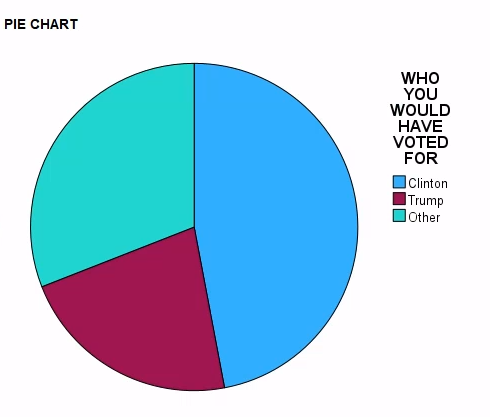 PIE CHART
WHO
YOU
WOULD
HAVE
VOTED
FOR
Clinton
Trump
Other